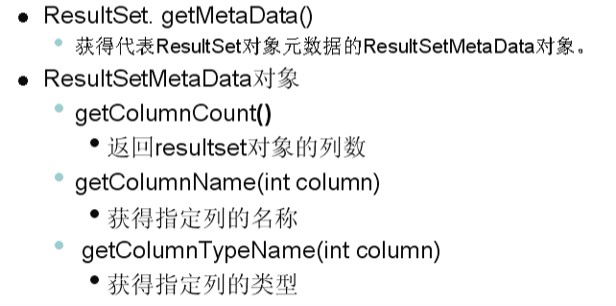 ResultSet. getMetaData()
获得代表ResultSet对象元数据的ResultSetMetaData对象。
ResultSetMetaData对象
getColumnCount()
返回resultset对象的列数
getColumnName(int column)
获得指定列的名称
getColumnTypeName(int column)
获得指定列的类型